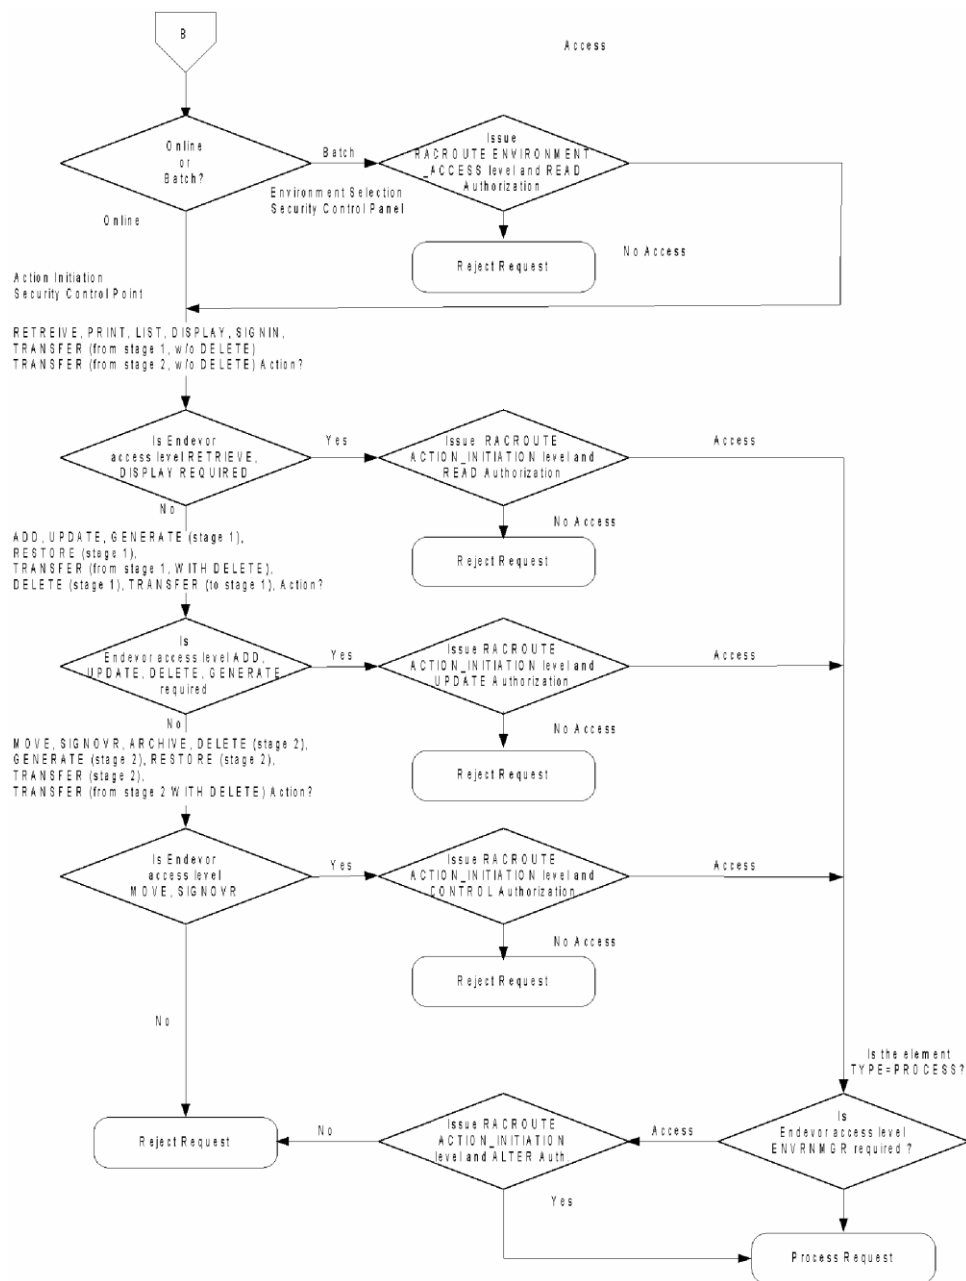 B
Access
Online
or
Batch?
Batch
Issue
RACROUTE ENVIRONMENT
_ACCESS level and READ
Authorization
Environment Selection
Security Control Panel
Online
Reject Request
No Access
Action Initiation
Security Control Point
RETREIVE, PRINT, LIST, DISPLAY, SIGNIN,
TRANSFER (from stage 1, w/o DELETE)
TRANSFER (from stage 2, w/o DELETE) Action?
Is Endevor
access level RETRIEVE,
DISPLAY REQUIRED
Yes
Issue RACROUTE
ACTION_INITIATION level and
READ Authorization
Access
No
No Access
Reject Request
ADD, UPDATE, GENERATE (stage 1),
RESTORE (stage 1),
TRANSFER (from stage 1, WITH DELETE),
DELETE (stage 1), TRANSFER (to stage 1), Action?
Is
Endevor access level ADD,
UPDATE, DELETE, GENERATE
required
Yes
Issue RACROUTE
ACTION_INITIATION level and
UPDATE Authorization
Access
No
No Access
Reject Request
MOVE, SIGNOVR, ARCHIVE, DELETE (stage 2),
GENERATE (stage 2), RESTORE (stage 2),
TRANSFER (stage 2),
TRANSFER (from stage 2 WITH DELETE) Action?
Is Endevor
access level
MOVE, SIGNOVR
Yes
Issue RACROUTE
ACTION_INITIATION level and
CONTROL Authorization
Access
No Access
Reject Request
No
Is the element
TYPE=PROCESS?
Is
Endevor access level
ENVRNMGR required ?
Access
Issue RACROUTE
ACTION_INITIATION
level and ALTER Auth.
No
Reject Request
Yes
Process Request